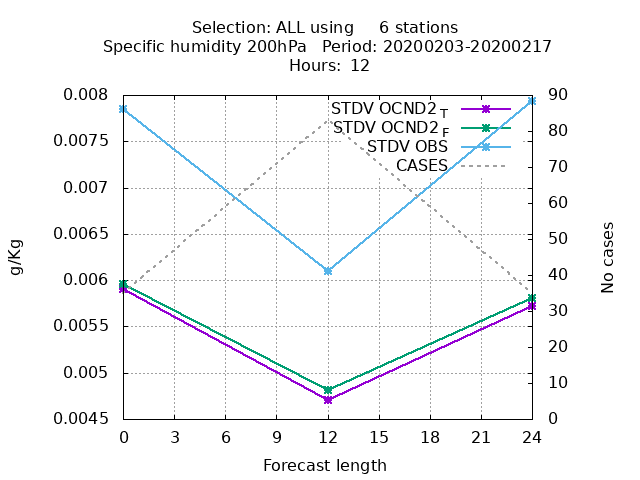 Selection: ALL using     6 stations
Specific humidity 200hPa   Period: 20200203-20200217
Hours: 12
STDV OCND2 T
STDV OCND2 F
STDV OBS
CASES
0.008
0.0075
0.007
0.0065
0.006
0.0055
0.005
0.0045
g/Kg
90
80
70
60
50
40
30
20
10
0
No cases
0 3 6 9 12 15 18 21 24
Forecast length